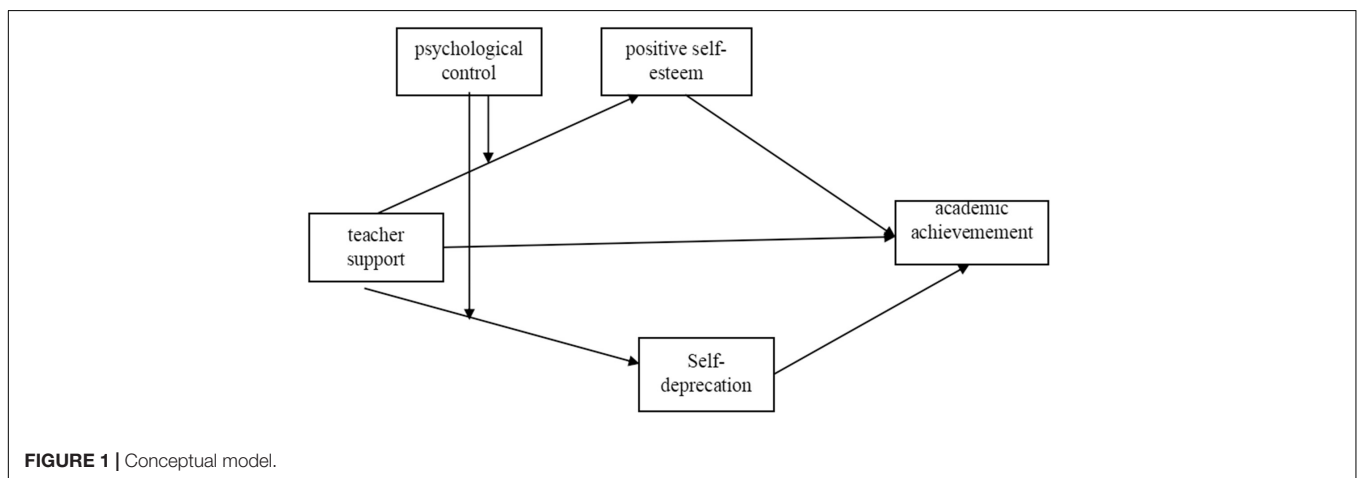 psychological
control
positive self-
esteem
teacher
support
academic
achievemement
Self-
deprecation
FIGURE 1 | Conceptual model.